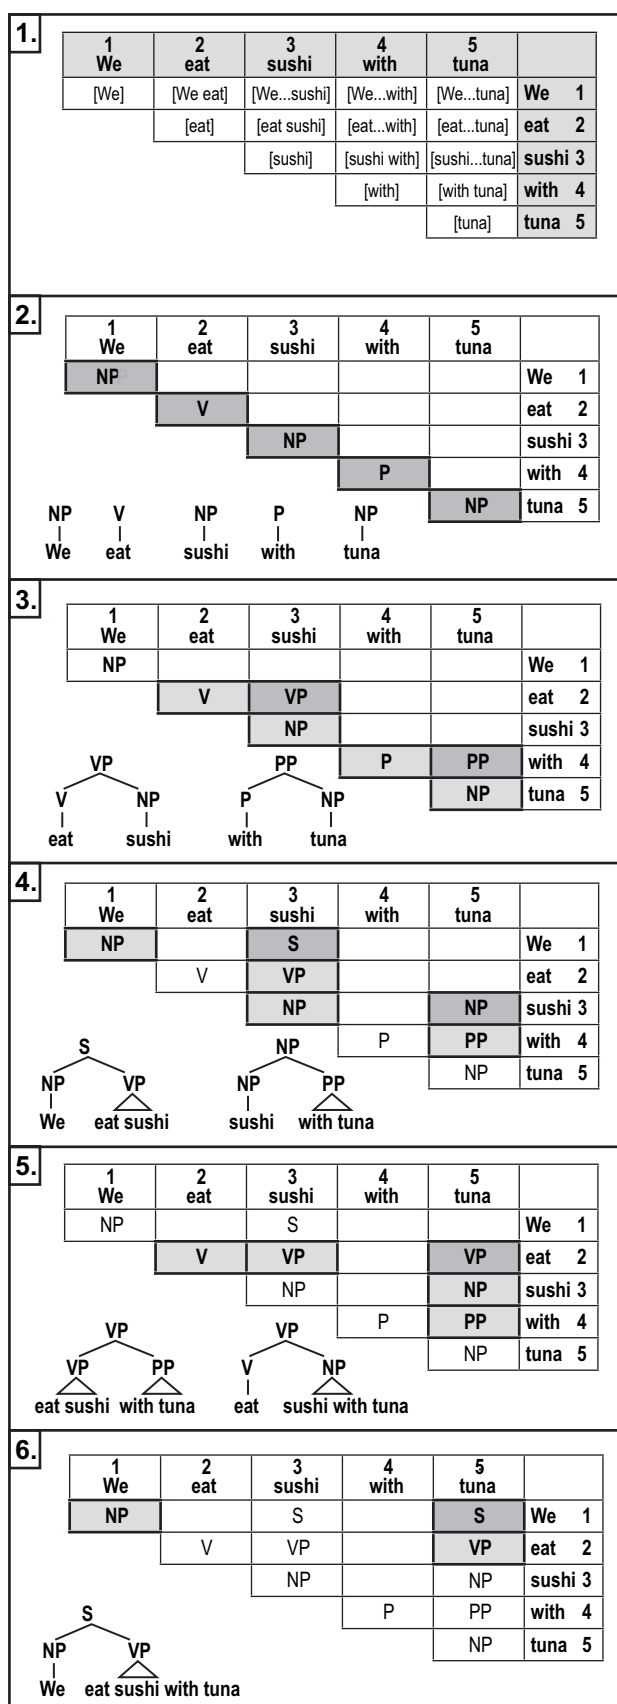 1.
1 2 3 4 5
We eat sushi with tuna
[We] [We eat] [We...sushi] [We...with] [We...tuna] We 1
[eat] [eat sushi] [eat...with] [eat...tuna] eat 2
[sushi] [sushi with] [sushi...tuna] sushi 3
[with] [with tuna] with 4
[tuna] tuna 5
2.
1 2 3 4 5
We eat sushi with tuna
NP We 1
V eat 2
NP sushi 3
P with 4
NP tuna 5
NP V NP P NP
We eat sushi with tuna
3.
1 2 3 4 5
We eat sushi with tuna
NP We 1
V VP eat 2
NP sushi 3
P PP with 4
NP tuna 5
VP PP
V NP P NP
eat sushi with tuna
4.
1 2 3 4 5
We eat sushi with tuna
NP S We 1
V VP eat 2
NP NP sushi 3
P PP with 4
NP tuna 5
S NP
NP VP NP PP
We eat sushi sushi with tuna
5.
1 2 3 4 5
We eat sushi with tuna
NP S We 1
V VP VP eat 2
NP NP sushi 3
P PP with 4
NP tuna 5
VP VP
VP PP V NP
eat sushi with tuna eat sushi with tuna
6.
1 2 3 4 5
We eat sushi with tuna
NP S S We 1
V VP VP eat 2
NP NP sushi 3
P PP with 4
NP tuna 5
S
NP VP
We eat sushi with tuna